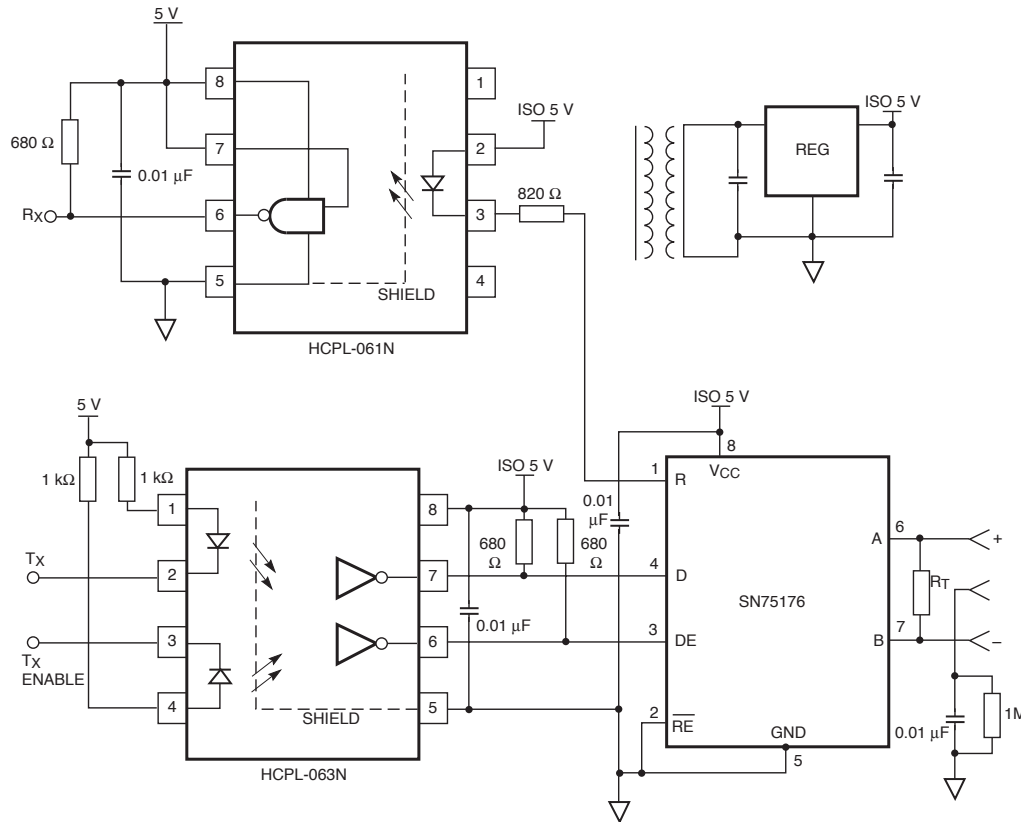 5 V
8
1
ISO 5 V
ISO 5 V
680 Ω
7
2
REG
0.01 µF
820 Ω
RX
6
3
5
4
SHIELD
HCPL-061N
5 V
ISO 5 V
8
1 kΩ
1 kΩ
ISO 5 V
1
R
VCC
1
8
0.01
µF
680
Ω
680
Ω
6
A
+
TX
2
7
4
D
SN75176
RT
3
6
0.01 µF
3
DE
7
B
–
TX
ENABLE
4
5
SHIELD
2
RE
GND
5
0.01 µF
1M
HCPL-063N